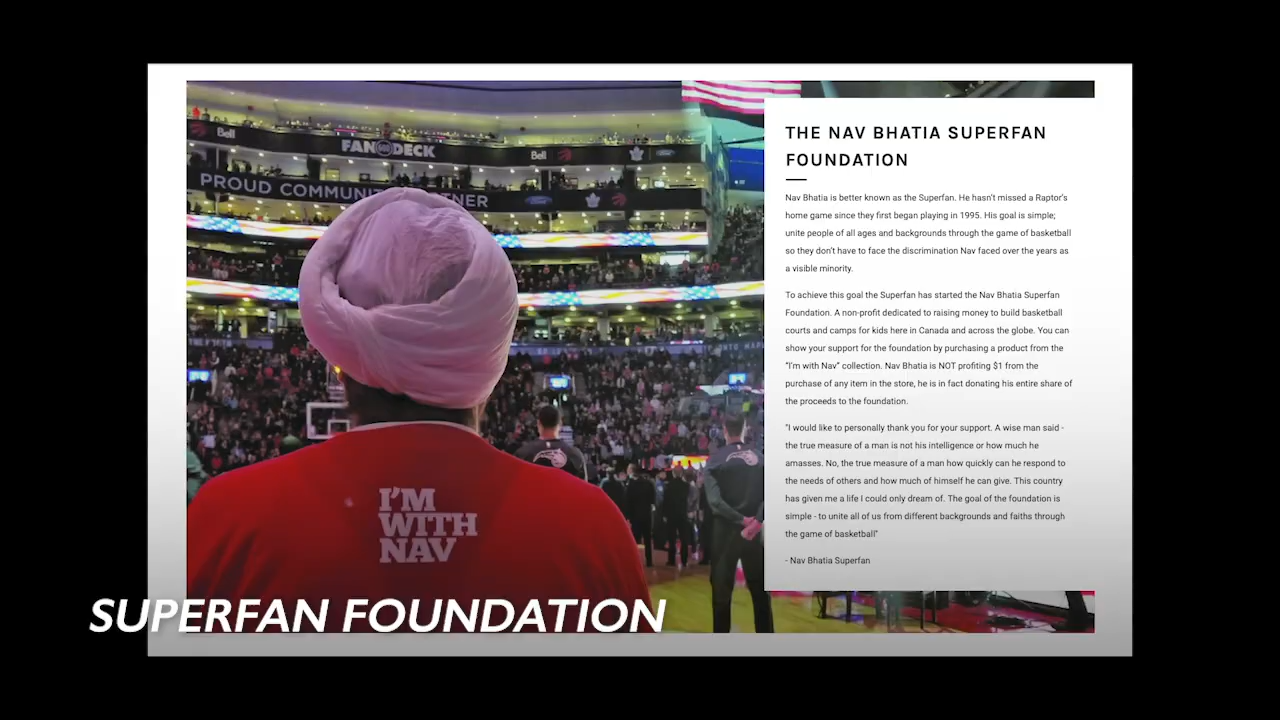 Bell
FAN DECK
Bell
PROUD COMMUNI
NER
THE NAV BHATIA SUPERFAN
FOUNDATION
Nav Bhatia is better known as the Superfan. He hasn't missed a Raptor's
home game since they first began playing in 1995. His goal is simple;
unite people of all ages and backgrounds through the game of basketball
so they don't have to face the discrimination Nav faced over the years as
a visible minority.
To achieve this goal the Superfan has started the Nav Bhatia Superfan
Foundation. A non-profit dedicated to raising money to build basketball
courts and camps for kids here in Canada and across the globe. You can
show your support for the foundation by purchasing a product from the
"I'm with Nav" collection. Nav Bhatia is NOT profiting $1 from the
purchase of any item in the store, he is in fact donating his entire share of
the proceeds to the foundation.
"I would like to personally thank you for your support. A wise man said -
the true measure of a man is not his intelligence or how much he
amasses. No, the true measure of a man how quickly can he respond to
the needs of others and how much of himself he can give. This country
has given me a life I could only dream of. The goal of the foundation is
simple - to unite all of us from different backgrounds and faiths through
the game of basketball"
- Nav Bhatia Superfan
I'M
WITH
NAV
SUPERFAN FOUNDATION